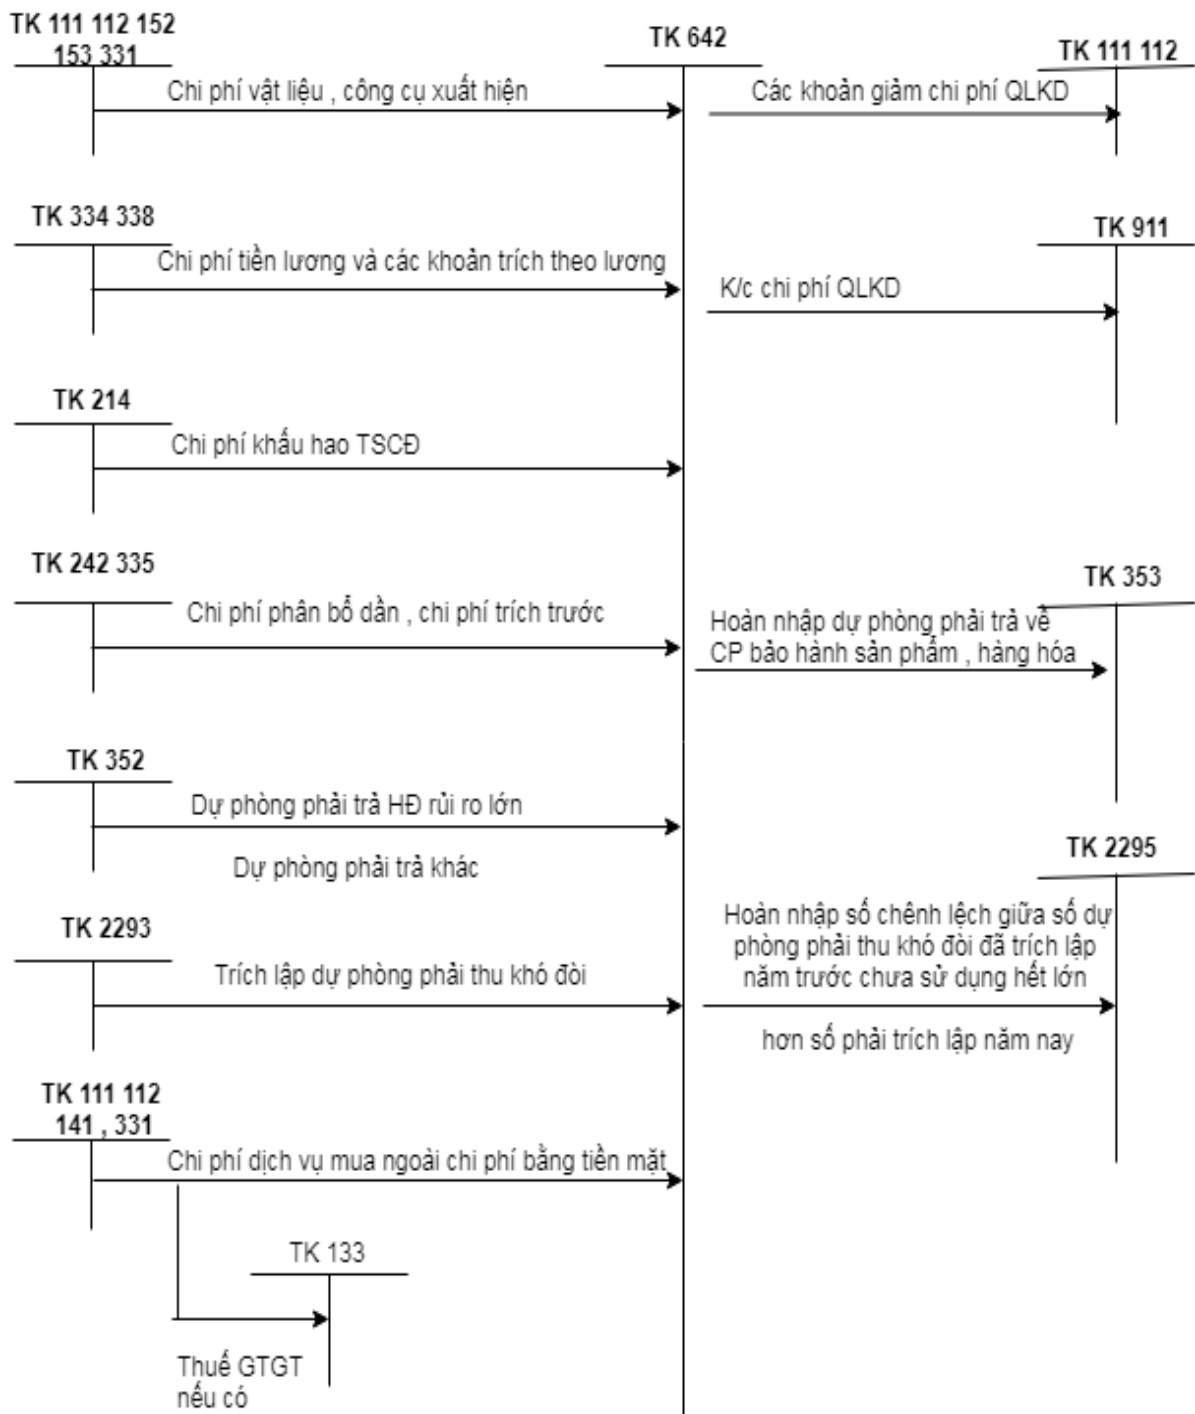 TK 111 112 152
153 331
TK 642
TK 111 112
Chi phí vật liệu , công cụ xuất hiện
Các khoản giảm chi phí QLKD
TK 334 338
TK 911
Chi phí tiền lương và các khoản trích theo lương
K/c chi phí QLKD
TK 214
Chi phí khấu hao TSCĐ
TK 242 335
TK 353
Chi phí phân bổ dần , chi phí trích trước
Hoàn nhập dự phòng phải trả về
CP bảo hành sản phẩm , hàng hóa
TK 352
Dự phòng phải trả HĐ rủi ro lớn
Dự phòng phải trả khác
TK 2295
TK 2293
Trích lập dự phòng phải thu khó đòi
Hoàn nhập số chênh lệch giữa số dự
phòng phải thu khó đòi đã trích lập
năm trước chưa sử dụng hết lớn
hơn số phải trích lập năm nay
TK 111 112
141 , 331
Chi phí dịch vụ mua ngoài chi phí bằng tiền mặt
TK 133
Thuế GTGT
nếu có